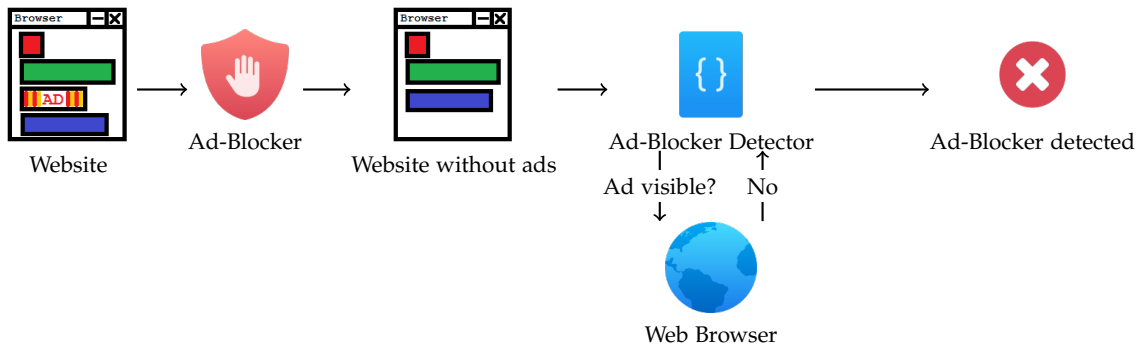 Browser
AD
Website
Ad-Blocker
Browser
Website without ads
{ }
Ad-Blocker Detector
Ad visible?
No
Web Browser
Ad-Blocker detected